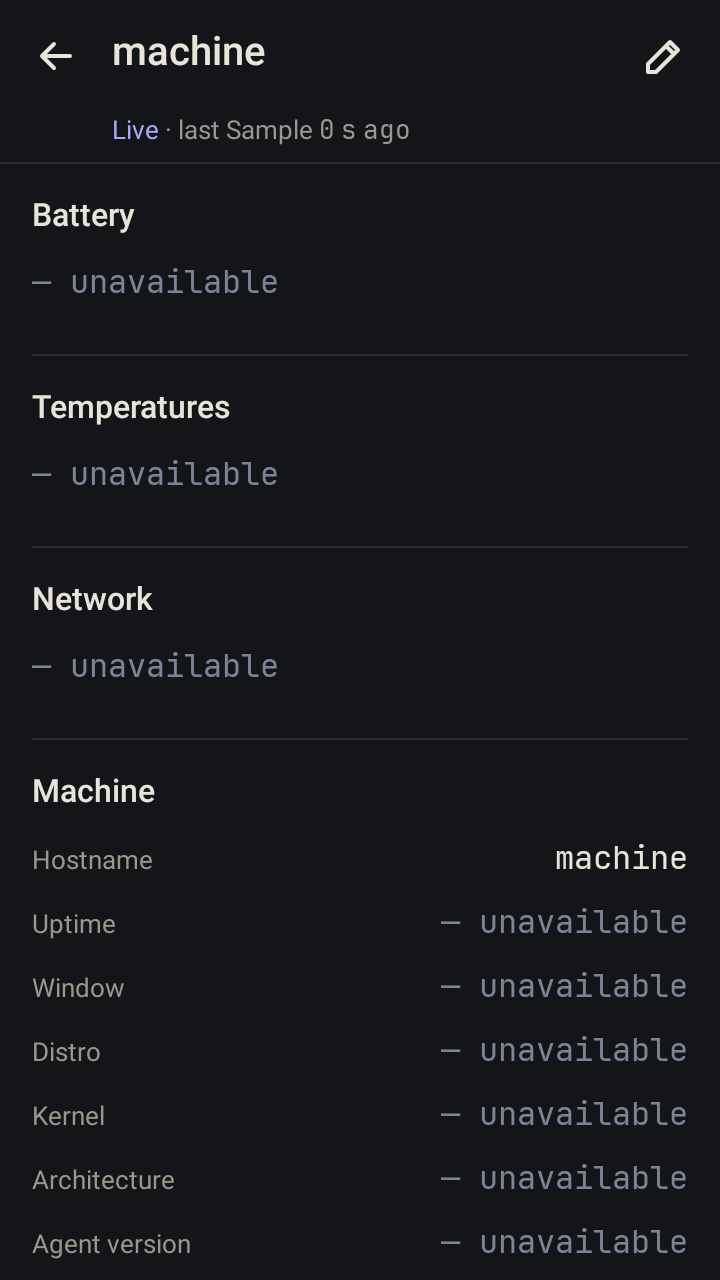 machine
Live · last Sample 0 s ago
Battery
— unavailable
Temperatures
— unavailable
Network
— unavailable
Machine
Hostname machine
Uptime — unavailable
Window — unavailable
Distro — unavailable
Kernel — unavailable
Architecture — unavailable
Agent version — unavailable